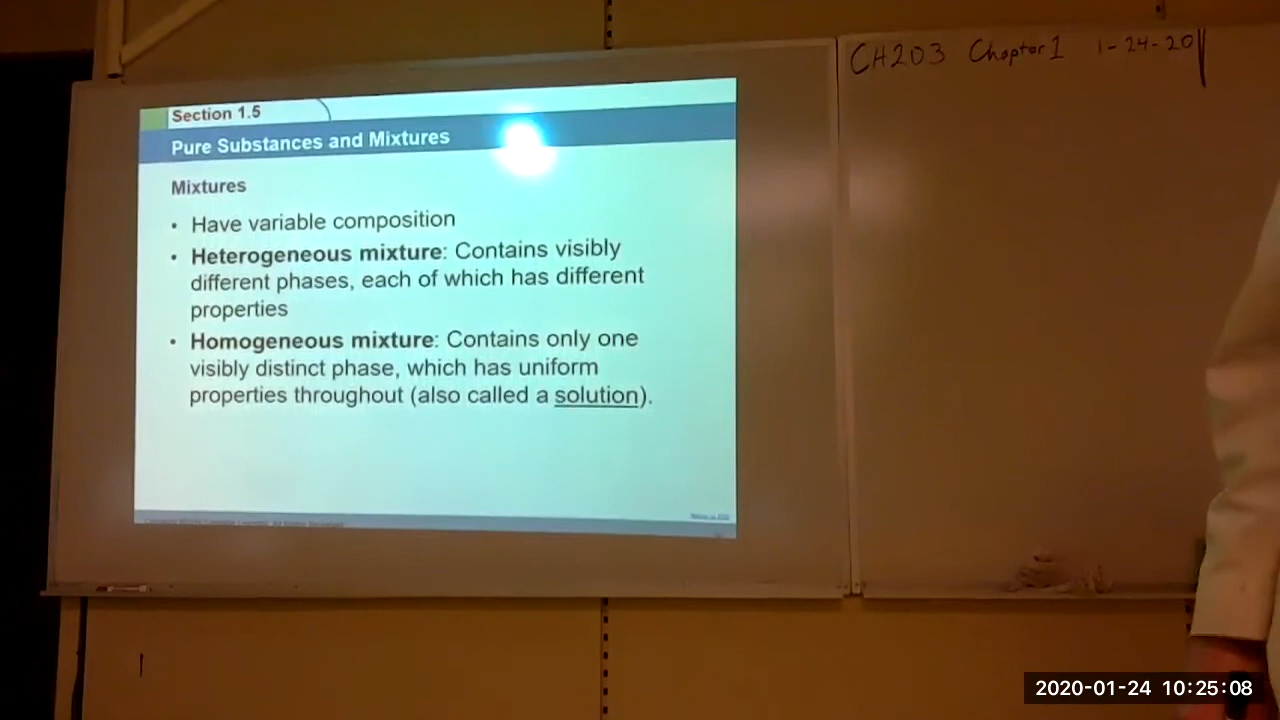 CH203 Chapter 1 1-24-20
Section 1.5
Pure Substances and Mixtures
Mixtures
• Have variable composition
• Heterogeneous mixture: Contains visibly
different phases, each of which has different
properties
• Homogeneous mixture: Contains only one
visibly distinct phase, which has uniform
properties throughout (also called a solution).
2020-01-24 10:25:08